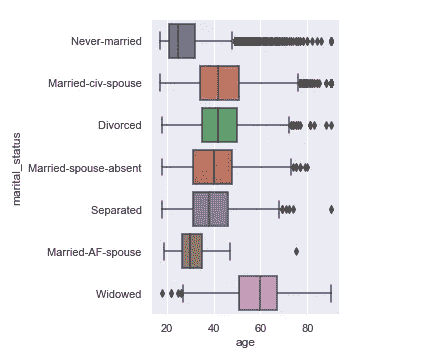 Never-married
Married-civ-spouse
Divorced
Married-spouse-absent
Separated
Married-AF-spouse
Widowed
marital_status
20 40 60 80
age